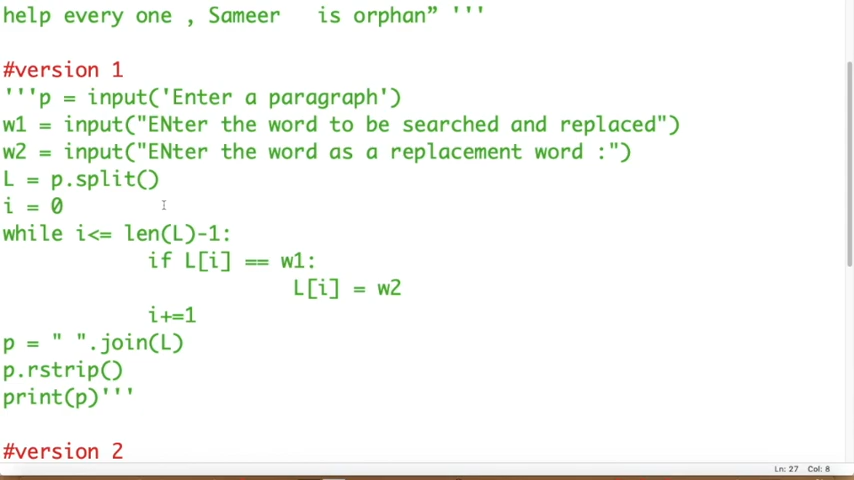 help every one , Sameer   is orphan” '''
#version 1
'''p = input('Enter a paragraph')
w1 = input("ENter the word to be searched and replaced")
w2 = input("ENter the word as a replacement word :")
L = p.split()
i = 0
while i<= len(L)-1:
            if L[i] == w1:
                        L[i] = w2
            i+=1
p = " ".join(L)
p.rstrip()
print(p)'''
#version 2
Ln: 27  Col: 8